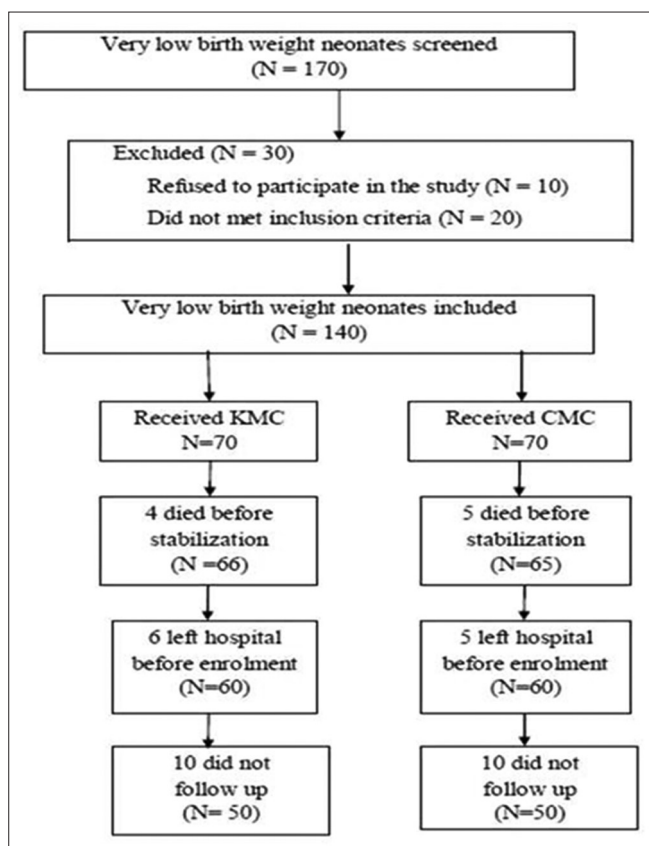 Very low birth weight neonates screened
(N = 170)
Excluded (N = 30)
Refused to participate in the study (N = 10)
Did not met inclusion criteria (N = 20)
Very low birth weight neonates included
(N = 140)
Received KMC
N=70
Received CMC
N=70
4 died before
stabilization
(N =66)
5 died before
stabilization
(N=65)
6 left hospital
before enrolment
(N=60)
5 left hospital
before enrolment
(N=60)
10 did not
follow up
(N= 50)
10 did not
follow up
(N=50)